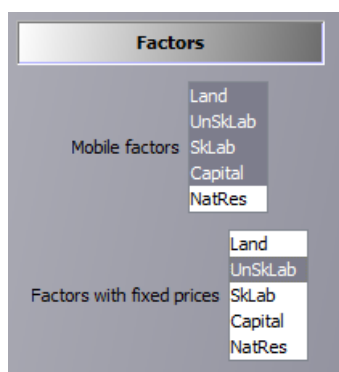 Factors
Land
UnSkLab
Mobile factors SkLab
Capital
NatRes
Land
UnSkLab
Factors with fixed prices SkLab
Capital
NatRes